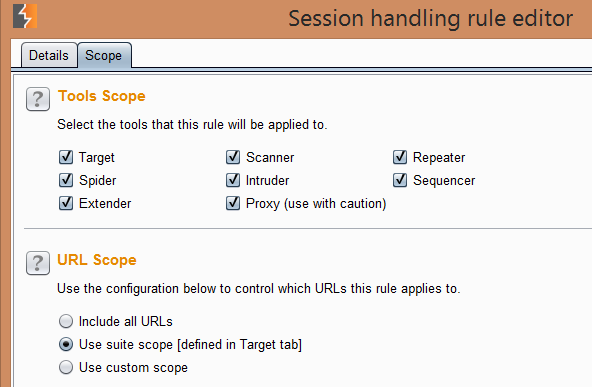 Session handling rule editor
Details Scope
? Tools Scope
Select the tools that this rule will be applied to.
Target Scanner Repeater
Spider Intruder Sequencer
Extender Proxy (use with caution)
? URL Scope
Use the configuration below to control which URLs this rule applies to.
Include all URLs
Use suite scope [defined in Target tab]
Use custom scope